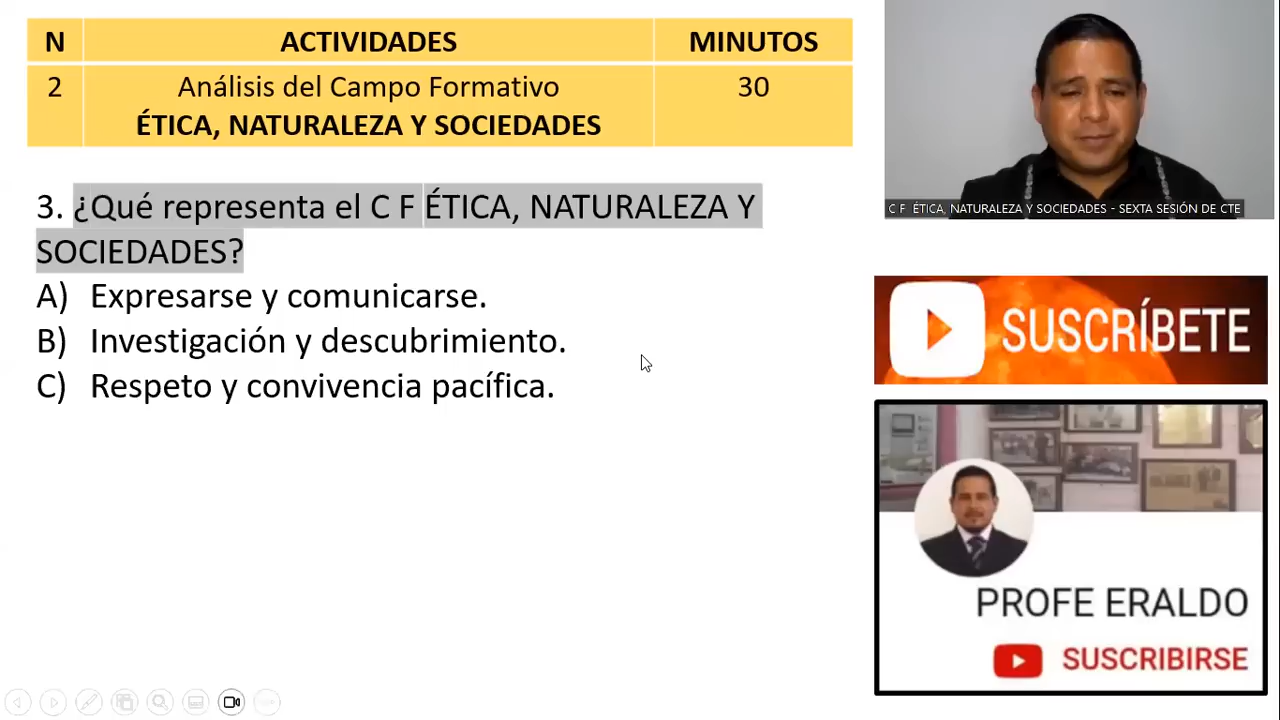 N ACTIVIDADES MINUTOS
2 Análisis del Campo Formativo 30
ÉTICA, NATURALEZA Y SOCIEDADES
3. ¿Qué representa el C F ÉTICA, NATURALEZA Y
SOCIEDADES?
A) Expresarse y comunicarse.
B) Investigación y descubrimiento.
C) Respeto y convivencia pacífica.
C F ÉTICA, NATURALEZA Y SOCIEDADES - SEXTA SESIÓN DE CTE
SUSCRÍBETE
PROFE ERALDO
SUSCRIBIRSE